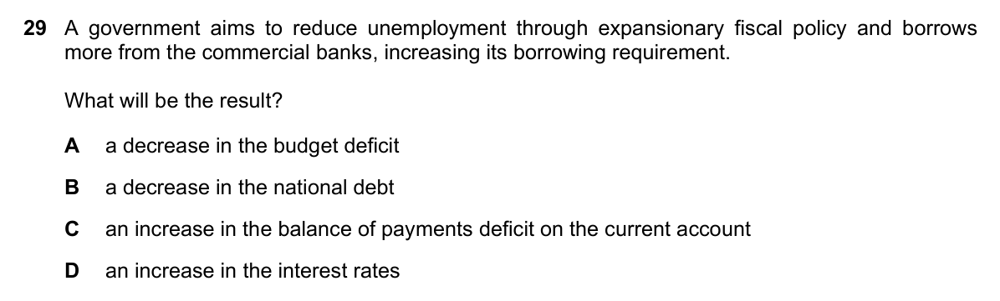 29 A government aims to reduce unemployment through expansionary fiscal policy and borrows
more from the commercial banks, increasing its borrowing requirement.
What will be the result?
A a decrease in the budget deficit
B a decrease in the national debt
C an increase in the balance of payments deficit on the current account
D an increase in the interest rates